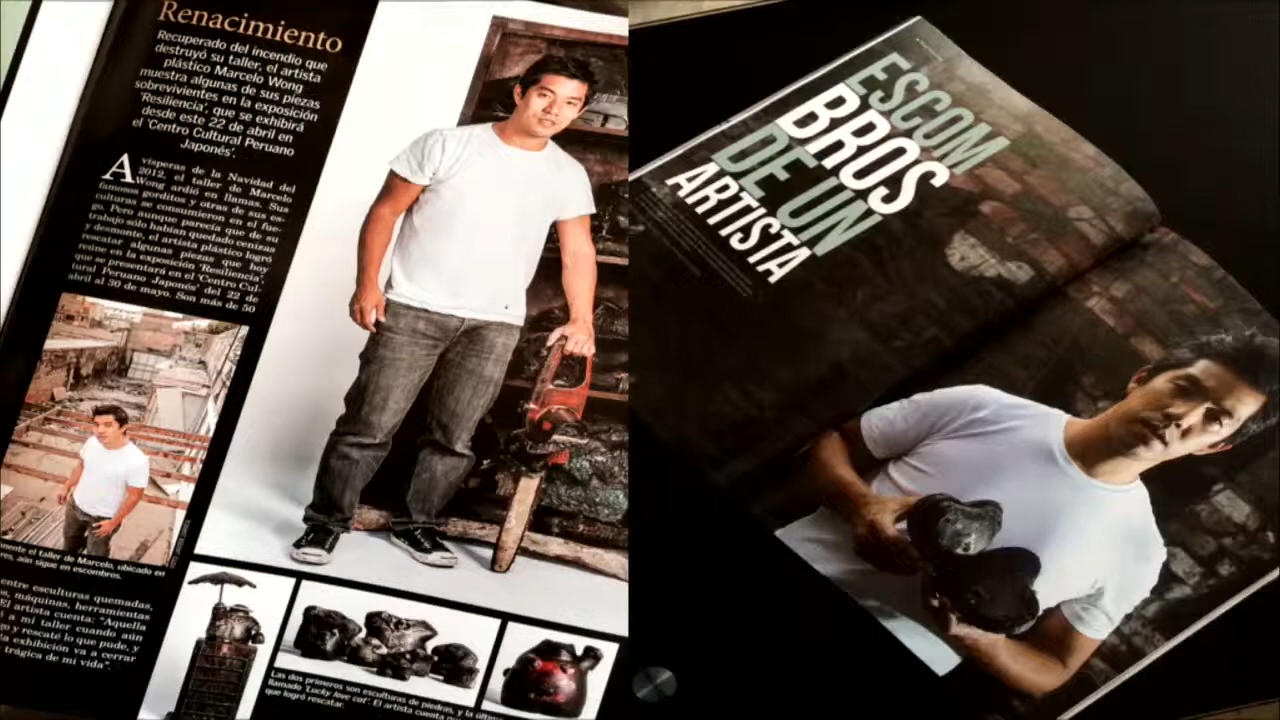 Renacimiento
Recuperado del incendio que
destruyó su taller, el artista
plástico Marcelo Wong
muestra algunas de sus piezas
sobrevivientes en la exposición
'Resiliencia', que se exhibirá
desde este 22 de abril en
el 'Centro Cultural Peruano
Japonés'.
A vísperas de la Navidad del
2012, el taller de Marcelo
Wong ardió en llamas. Sus
famosos gorditos y otras de sus es-
culturas se consumieron en el fue-
go. Pero aunque parecía que de su
trabajo sólo habían quedado cenizas
y desmonte, el artista plástico logró
rescatar algunas piezas que hoy
reúne en la exposición 'Resiliencia',
que se presentará en el 'Centro Cul-
tural Peruano Japonés' del 22 de
abril al 30 de mayo. Son más de 50
mente el taller de Marcelo, ubicado en
res, aún sigue en escombros.
entre esculturas quemadas,
s, máquinas, herramientas
El artista cuenta: "Aquella
í a mi taller cuando aún
go y rescaté lo que pude, y
la exhibición va a cerrar
trágica de mi vida".
Las dos primeros son esculturas de piedras, y la últim
llamado 'Lucky love cat'. El artista cuenta
que logró rescatar.
ESCOM
BROS
DE UN
ARTISTA